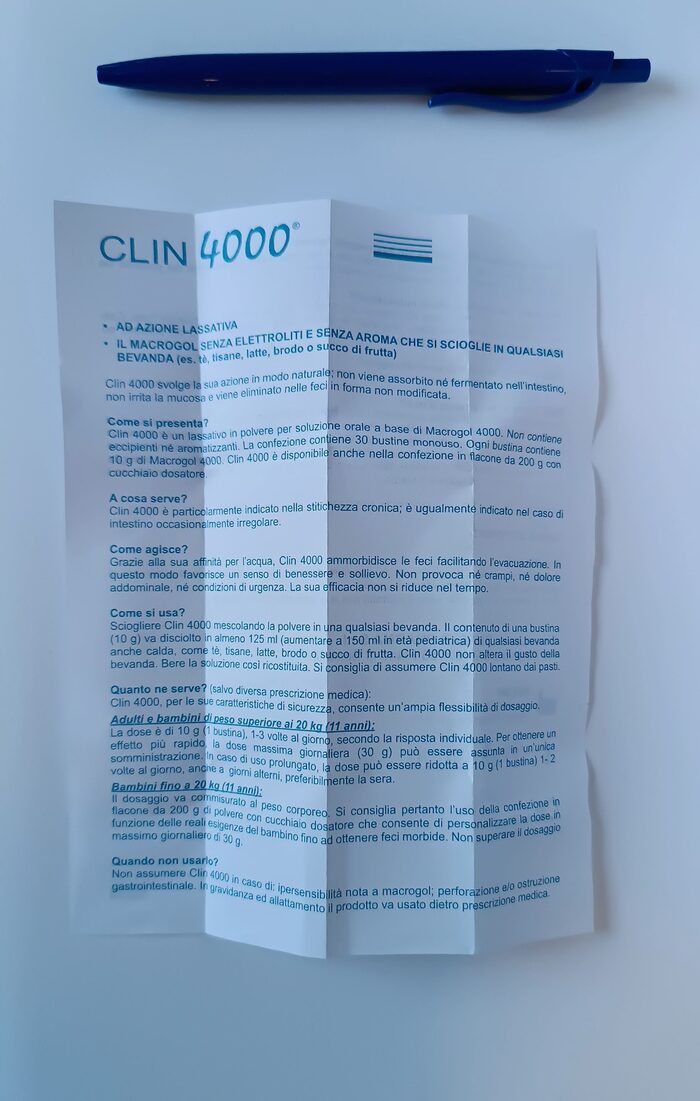 CLIN 4000®
• AD AZIONE LASSATIVA
• IL MACROGOL SENZA ELETTROLITI E SENZA AROMA CHE SI SCIOGLIE IN QUALSIASI
BEVANDA (es. tè, tisane, latte, brodo o succo di frutta)
Clin 4000 svolge la sua azione in modo naturale; non viene assorbito né fermentato nell'intestino,
non irrita la mucosa e viene eliminato nelle feci in forma non modificata.
Come si presenta?
Clin 4000 è un lassativo in polvere per soluzione orale a base di Macrogol 4000. Non contiene
eccipienti né aromatizzanti. La confezione contiene 30 bustine monouso. Ogni bustina contiene
10 g di Macrogol 4000. Clin 4000 è disponibile anche nella confezione in flacone da 200 g con
cucchiaio dosatore.
A cosa serve?
Clin 4000 è particolarmente indicato nella stitichezza cronica; è ugualmente indicato nel caso di
intestino occasionalmente irregolare.
Come agisce?
Grazie alla sua affinità per l'acqua, Clin 4000 ammorbidisce le feci facilitando l'evacuazione. In
questo modo favorisce un senso di benessere e sollievo. Non provoca né crampi, né dolore
addominale, né condizioni di urgenza. La sua efficacia non si riduce nel tempo.
Come si usa?
Sciogliere Clin 4000 mescolando la polvere in una qualsiasi bevanda. Il contenuto di una bustina
(10 g) va disciolto in almeno 125 ml (aumentare a 150 ml in età pediatrica) di qualsiasi bevanda
anche calda, come tè, tisane, latte, brodo o succo di frutta. Clin 4000 non altera il gusto della
bevanda. Bere la soluzione così ricostituita. Si consiglia di assumere Clin 4000 lontano dai pasti.
Quanto ne serve? (salvo diversa prescrizione medica):
Clin 4000, per le sue caratteristiche di sicurezza, consente un'ampia flessibilità di dosaggio.
Adulti e bambini di peso superiore ai 20 kg (11 anni):
La dose è di 10 g (1 bustina), 1-3 volte al giorno, secondo la risposta individuale. Per ottenere un
effetto più rapido, la dose massima giornaliera (30 g) può essere assunta in un'unica
somministrazione. In caso di uso prolungato, la dose può essere ridotta a 10 g (1 bustina) 1- 2
volte al giorno, anche a giorni alterni, preferibilmente la sera.
Bambini fino a 20 kg (11 anni):
Il dosaggio va commisurato al peso corporeo. Si consiglia pertanto l'uso della confezione in
flacone da 200 g di polvere con cucchiaio dosatore che consente di personalizzare la dose in
funzione delle reali esigenze del bambino fino ad ottenere feci morbide. Non superare il dosaggio
massimo giornaliero di 30 g.
Quando non usarlo?
Non assumere Clin 4000 in caso di: ipersensibilità nota a macrogol; perforazione e/o ostruzione
gastrointestinale. In gravidanza ed allattamento il prodotto va usato dietro prescrizione medica.